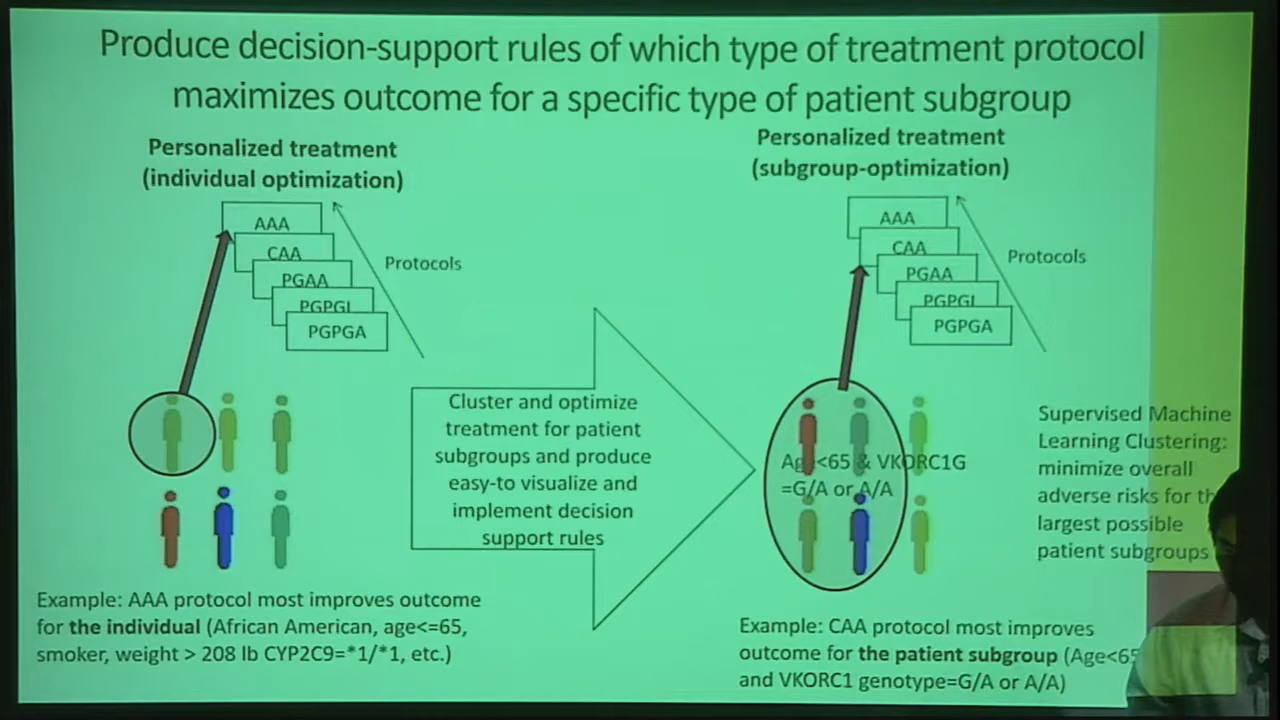 Produce decision-support rules of which type of treatment protocol
maximizes outcome for a specific type of patient subgroup
Personalized treatment
(individual optimization)
AAA
CAA
PGAA
PGPGI
PGPGA
Protocols
Cluster and optimize
treatment for patient
subgroups and produce
easy-to visualize and
implement decision
support rules
Example: AAA protocol most improves outcome
for the individual (African American, age<=65,
smoker, weight > 208 lb CYP2C9=*1/*1, etc.)
Personalized treatment
(subgroup-optimization)
AAA
CAA
PGAA
PGPGI
PGPGA
Protocols
Age<65 & VKORC1G
=G/A or A/A
Supervised Machine
Learning Clustering:
minimize overall
adverse risks for
largest possible
patient subgroups
Example: CAA protocol most improves
outcome for the patient subgroup (Age<65
and VKORC1 genotype=G/A or A/A)